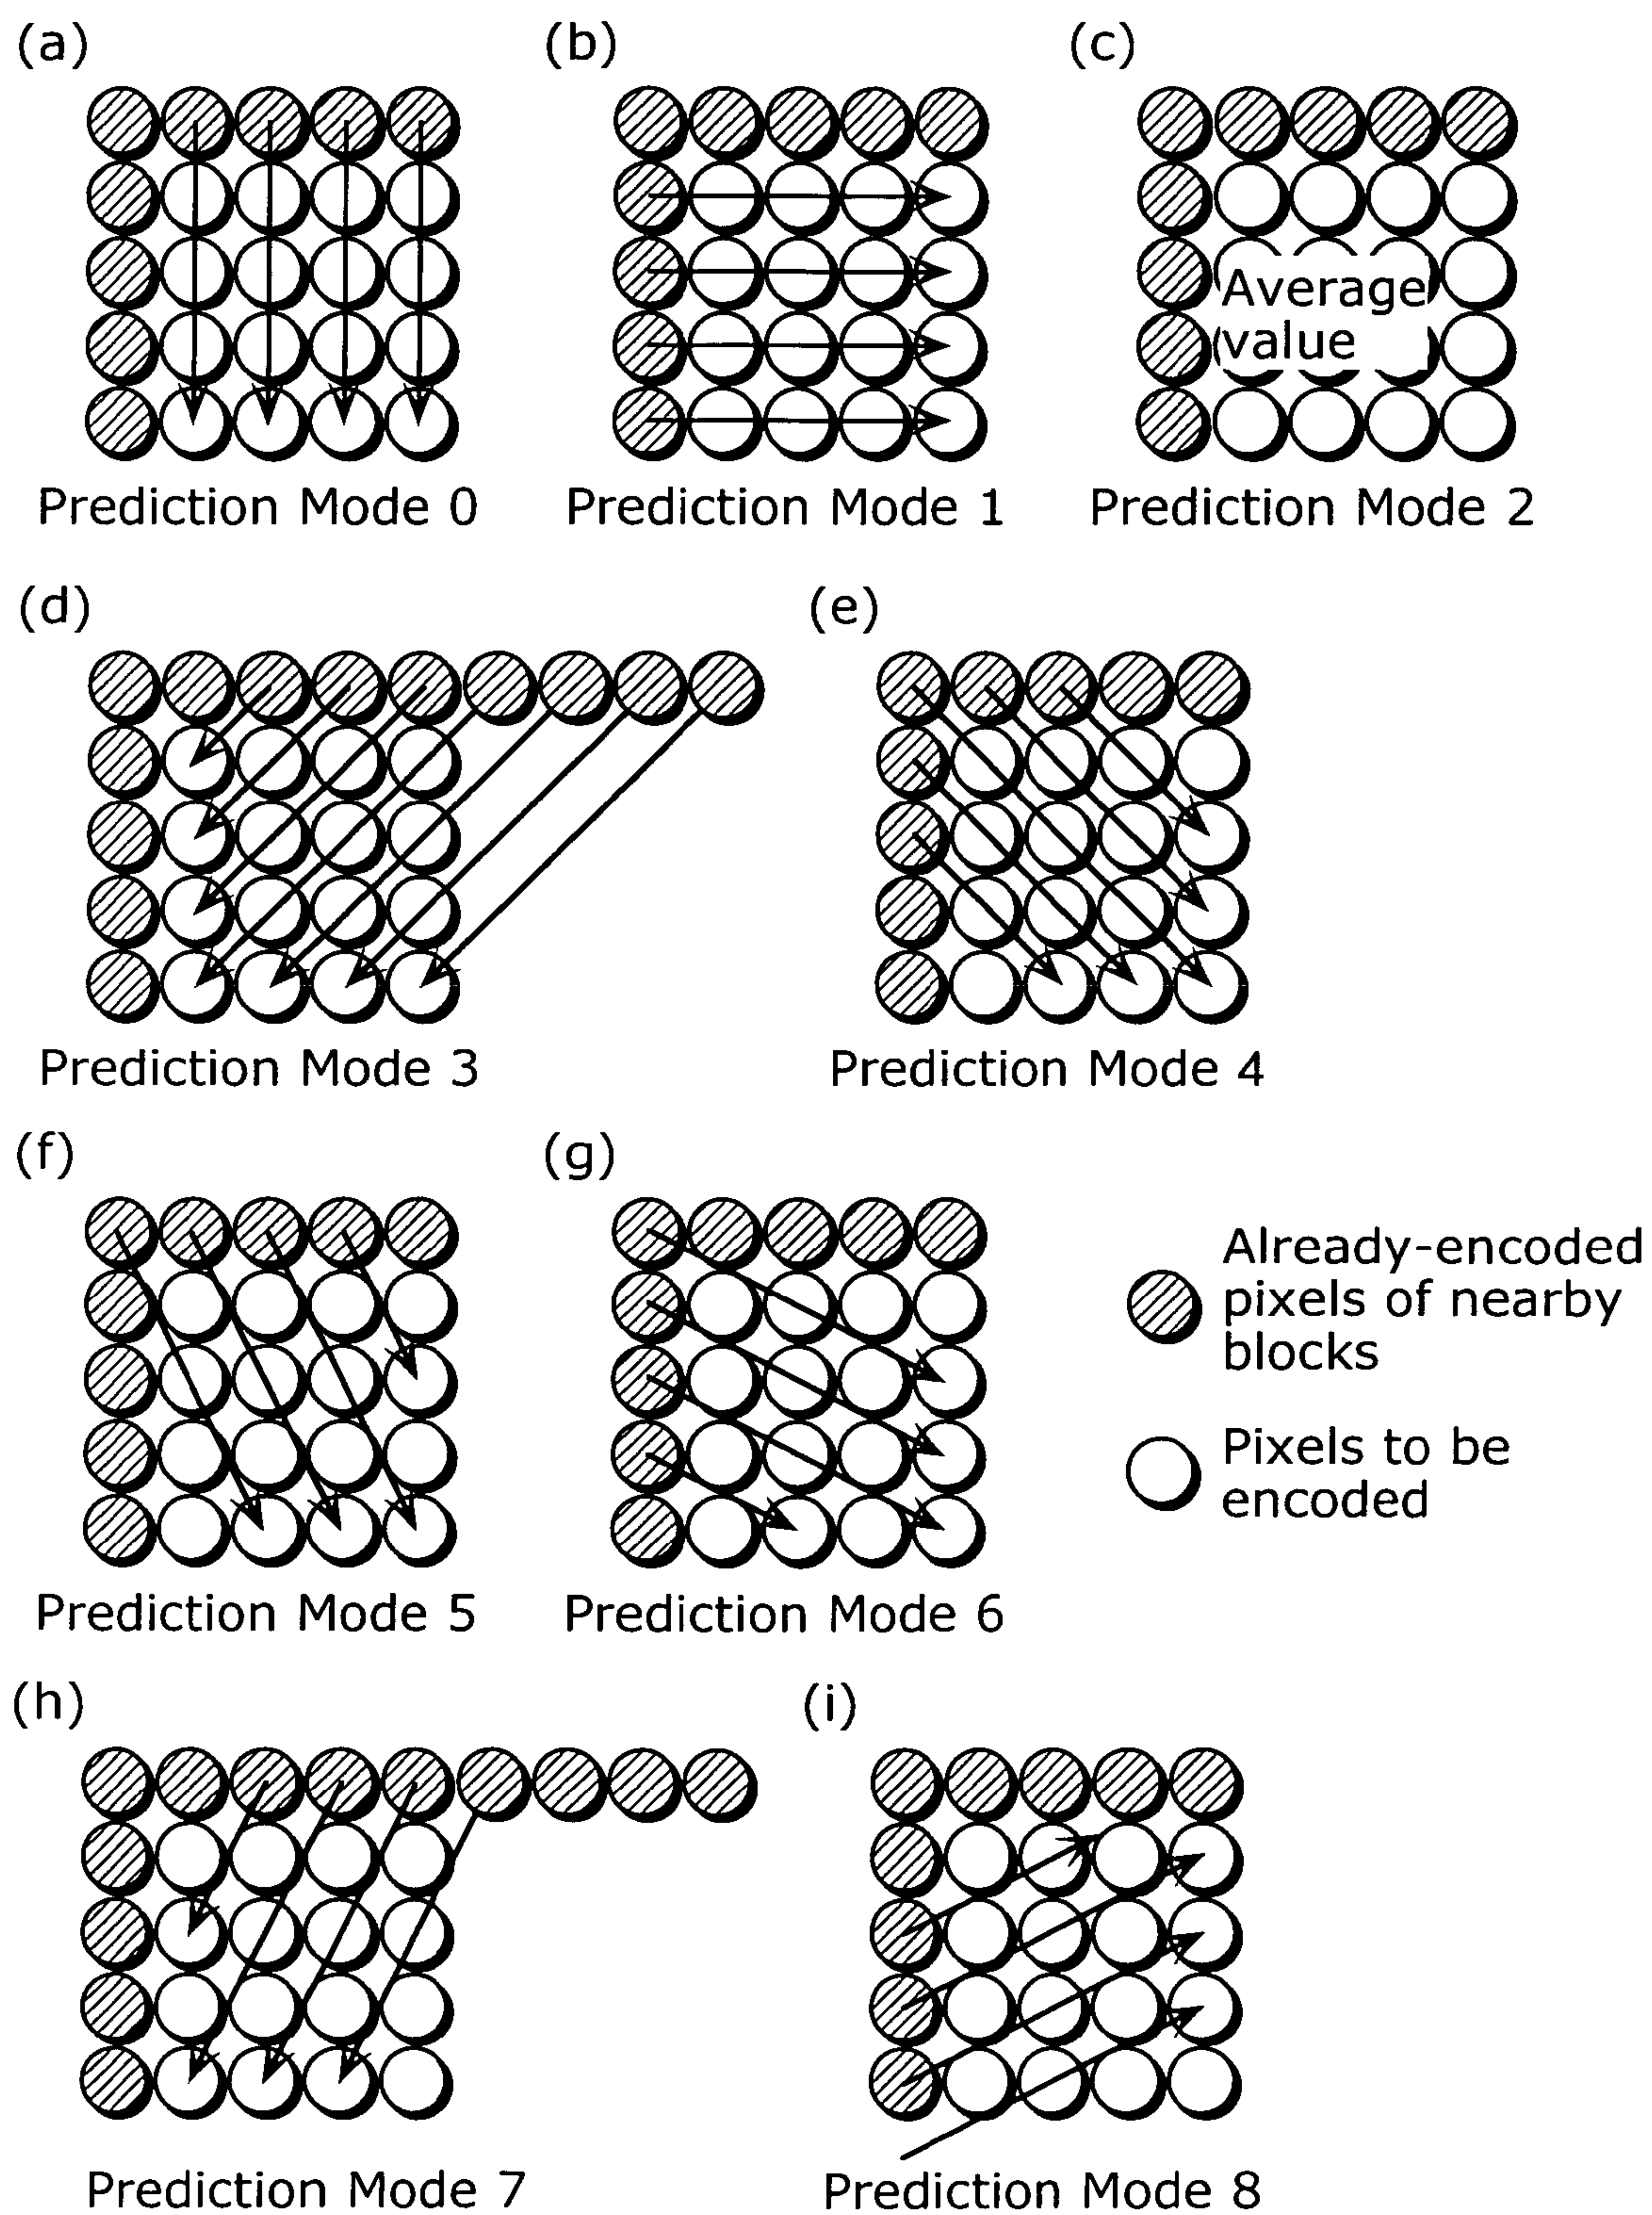 (a)
(b)
(c)
Average
value
Prediction Mode 0
Prediction Mode 1
Prediction Mode 2
(d)
(e)
Prediction Mode 3
Prediction Mode 4
(f)
(g)
Already-encoded
pixels of nearby
blocks
Pixels to be
encoded
Prediction Mode 5
Prediction Mode 6
(h)
(i)
Prediction Mode 7
Prediction Mode 8